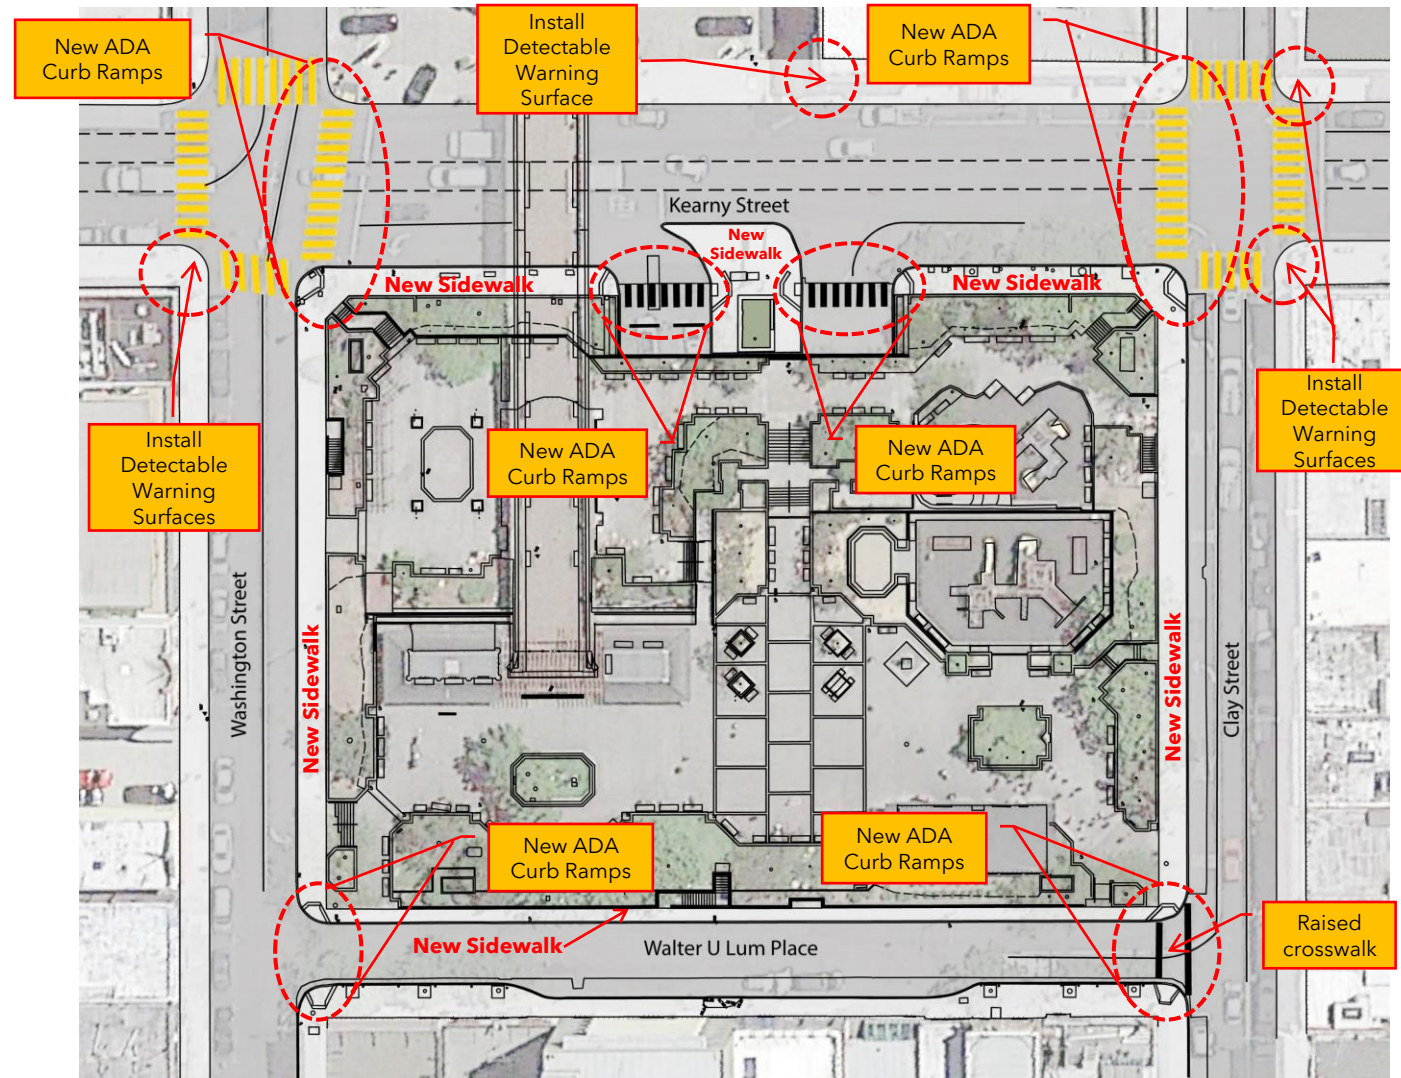 New ADA
Curb Ramps
Install
Detectable
Warning
Surface
New ADA
Curb Ramps
Kearny Street
New
Sidewalk
New Sidewalk
New Sidewalk
Install
Detectable
Warning
Surfaces
Install
Detectable
Warning
Surfaces
New ADA
Curb Ramps
New ADA
Curb Ramps
Washington Street
New Sidewalk
New Sidewalk
Clay Street
New ADA
Curb Ramps
New ADA
Curb Ramps
New Sidewalk
Walter U Lum Place
Raised
crosswalk